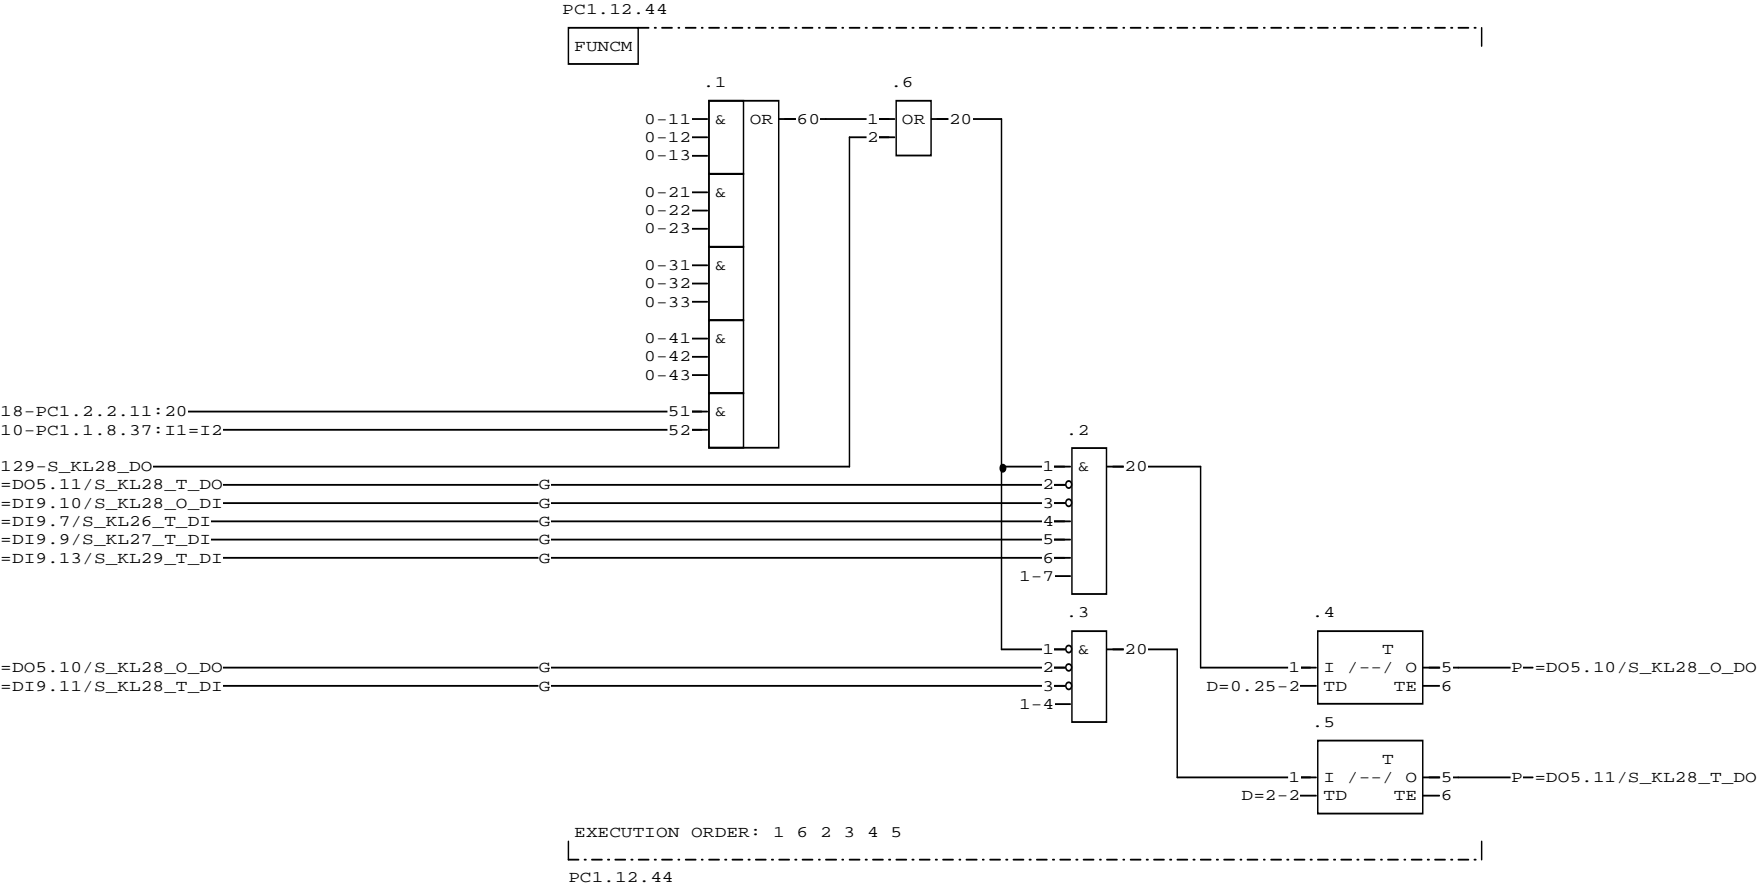 PC1.12.44
FUNCM
.1 .6
0-11 & OR 60 1 OR 20
0-12 2
0-13
0-21 &
0-22
0-23
0-31 &
0-32
0-33
0-41 &
0-42
0-43
18-PC1.2.2.11:20 51 &
10-PC1.1.8.37:I1=I2 52
.2
129-S_KL28_DO 1 & 20
=DO5.11/S_KL28_T_DO G 2
=DI9.10/S_KL28_O_DI G 3
=DI9.7/S_KL26_T_DI G 4
=DI9.9/S_KL27_T_DI G 5
=DI9.13/S_KL29_T_DI G 6
1-7
.3 .4
1 & 20 T
=DO5.10/S_KL28_O_DO G 2 1 I /--/ O 5 P =DO5.10/S_KL28_O_DO
=DI9.11/S_KL28_T_DI G 3 D=0.25-2 TD TE 6
1-4
.5
T
1 I /--/ O 5 P =DO5.11/S_KL28_T_DO
D=2-2 TD TE 6
EXECUTION ORDER: 1 6 2 3 4 5
PC1.12.44